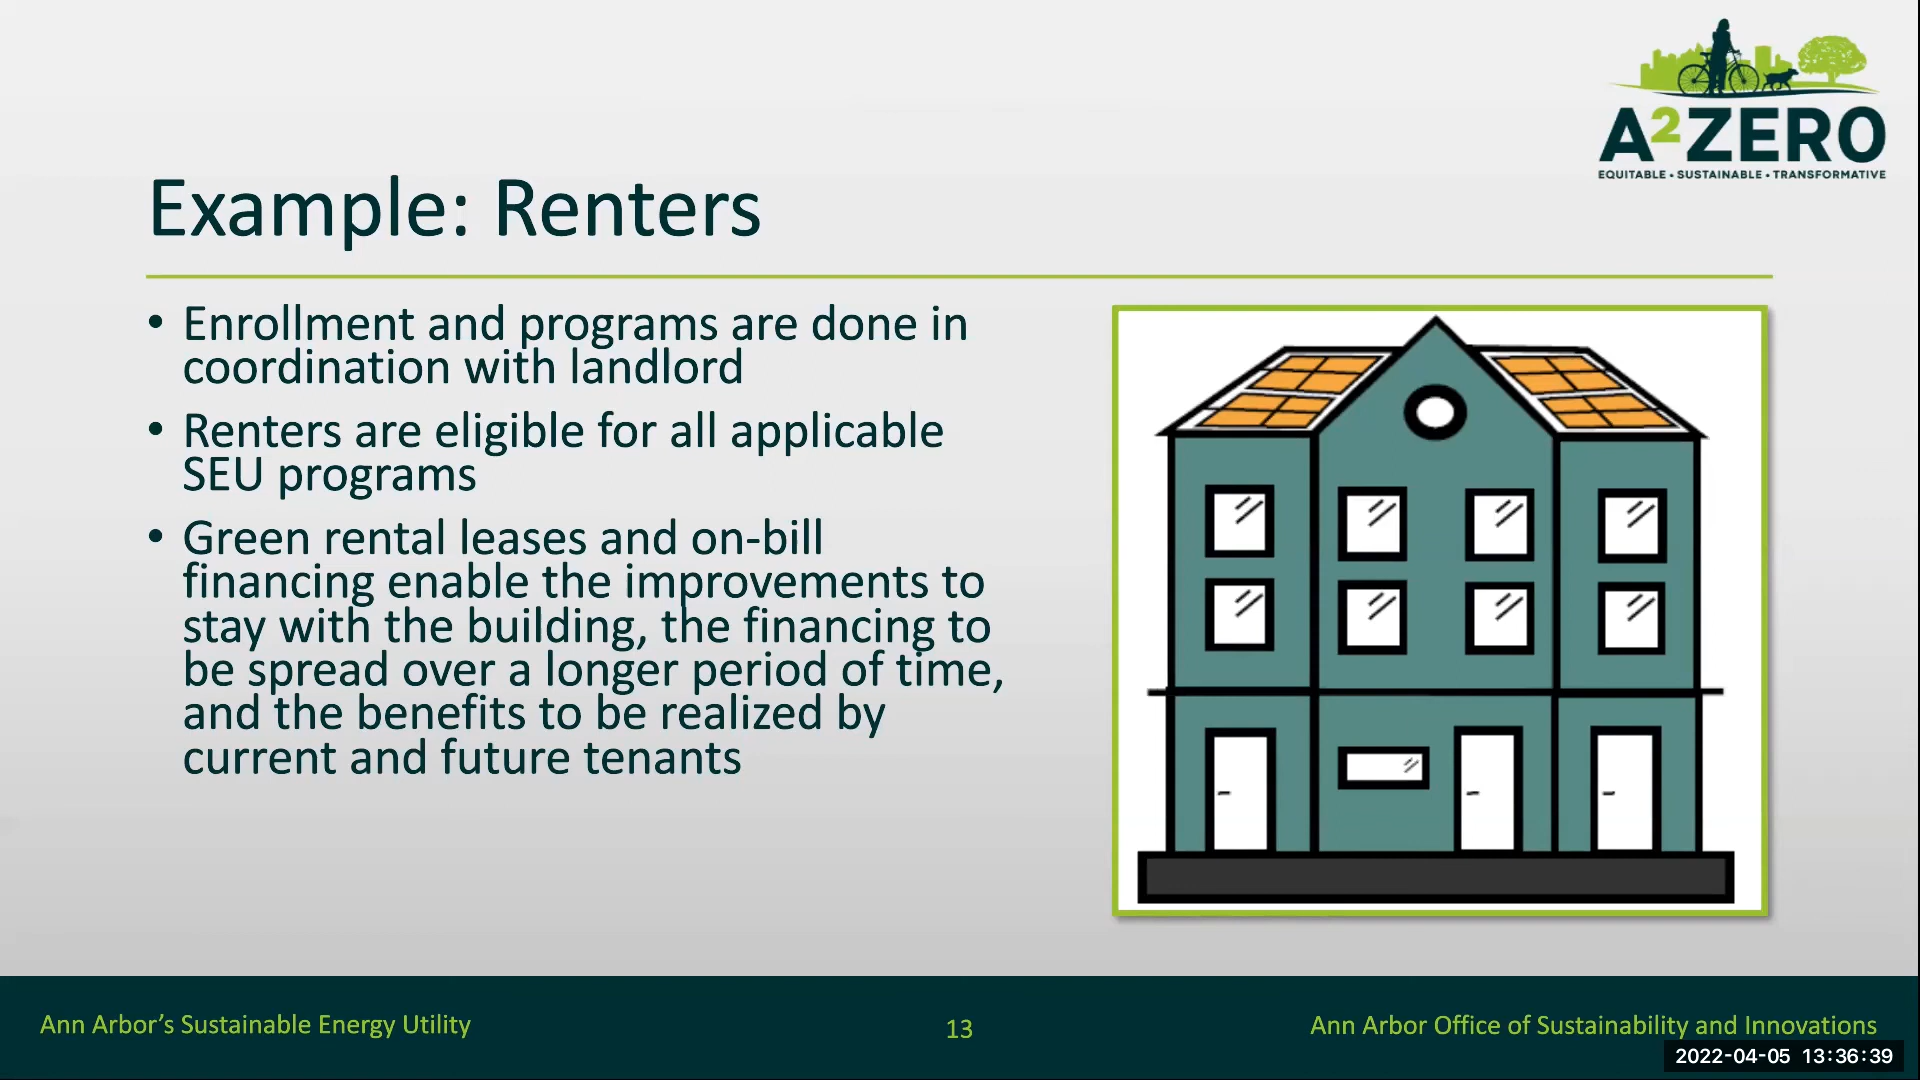 A²ZERO
EQUITABLE • SUSTAINABLE • TRANSFORMATIVE
Example: Renters
• Enrollment and programs are done in
coordination with landlord
• Renters are eligible for all applicable
SEU programs
• Green rental leases and on-bill
financing enable the improvements to
stay with the building, the financing to
be spread over a longer period of time,
and the benefits to be realized by
current and future tenants
Ann Arbor’s Sustainable Energy Utility
13
Ann Arbor Office of Sustainability and Innovations
2022-04-05 13:36:39